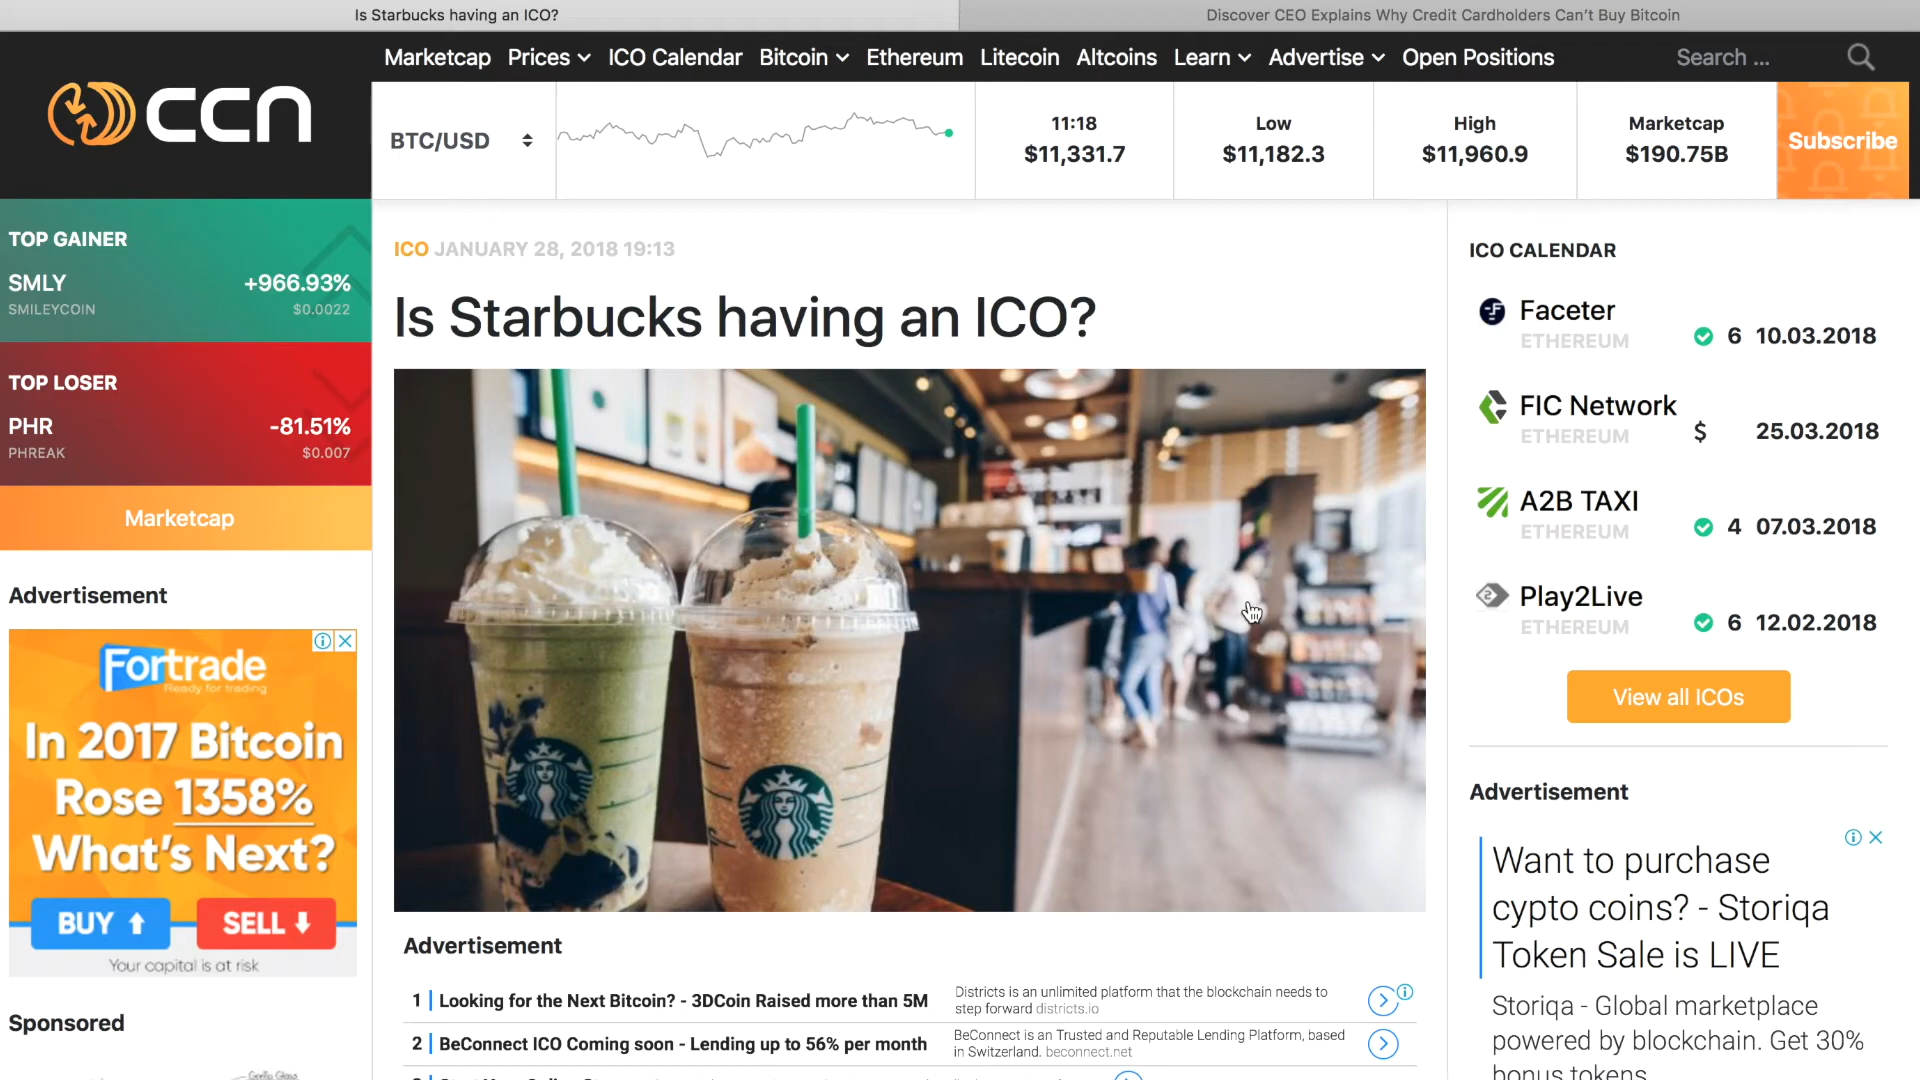 Is Starbucks having an ICO?
Discover CEO Explains Why Credit Cardholders Can't Buy Bitcoin
Marketcap Prices ICO Calendar Bitcoin Ethereum Litecoin Altcoins Learn Advertise Open Positions Search ...
ccn
BTC/USD
11:18
$11,331.7
Low
$11,182.3
High
$11,960.9
Marketcap
$190.75B
Subscribe
TOP GAINER
SMLY +966.93%
SMILEYCOIN $0.0022
TOP LOSER
PHR -81.51%
PHREAK $0.007
Marketcap
Advertisement
Fortrade
Ready for trading
In 2017 Bitcoin
Rose 1358%
What's Next?
BUY SELL
Your capital is at risk
Sponsored
Gorilla Glass
ICO JANUARY 28, 2018 19:13
Is Starbucks having an ICO?
Advertisement
1 Looking for the Next Bitcoin? - 3DCoin Raised more than 5M
Districts is an unlimited platform that the blockchain needs to
step forward districts.io
2 BeConnect ICO Coming soon - Lending up to 56% per month
BeConnect is an Trusted and Reputable Lending Platform, based
in Switzerland. beconnect.net
ICO CALENDAR
Faceter
ETHEREUM 6 10.03.2018
FIC Network
ETHEREUM $ 25.03.2018
A2B TAXI
ETHEREUM 4 07.03.2018
Play2Live
ETHEREUM 6 12.02.2018
View all ICOs
Advertisement
Want to purchase
cypto coins? - Storiqa
Token Sale is LIVE
Storiqa - Global marketplace
powered by blockchain. Get 30%
bonus tokens